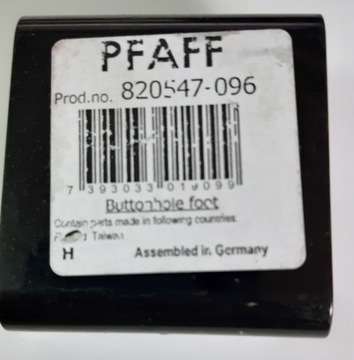 PFAFF
Prod.no. 820547-096
7 393033 019099
Buttonhole foot
Contain parts made in following countries.
Taiwan
H Assembled in Germany